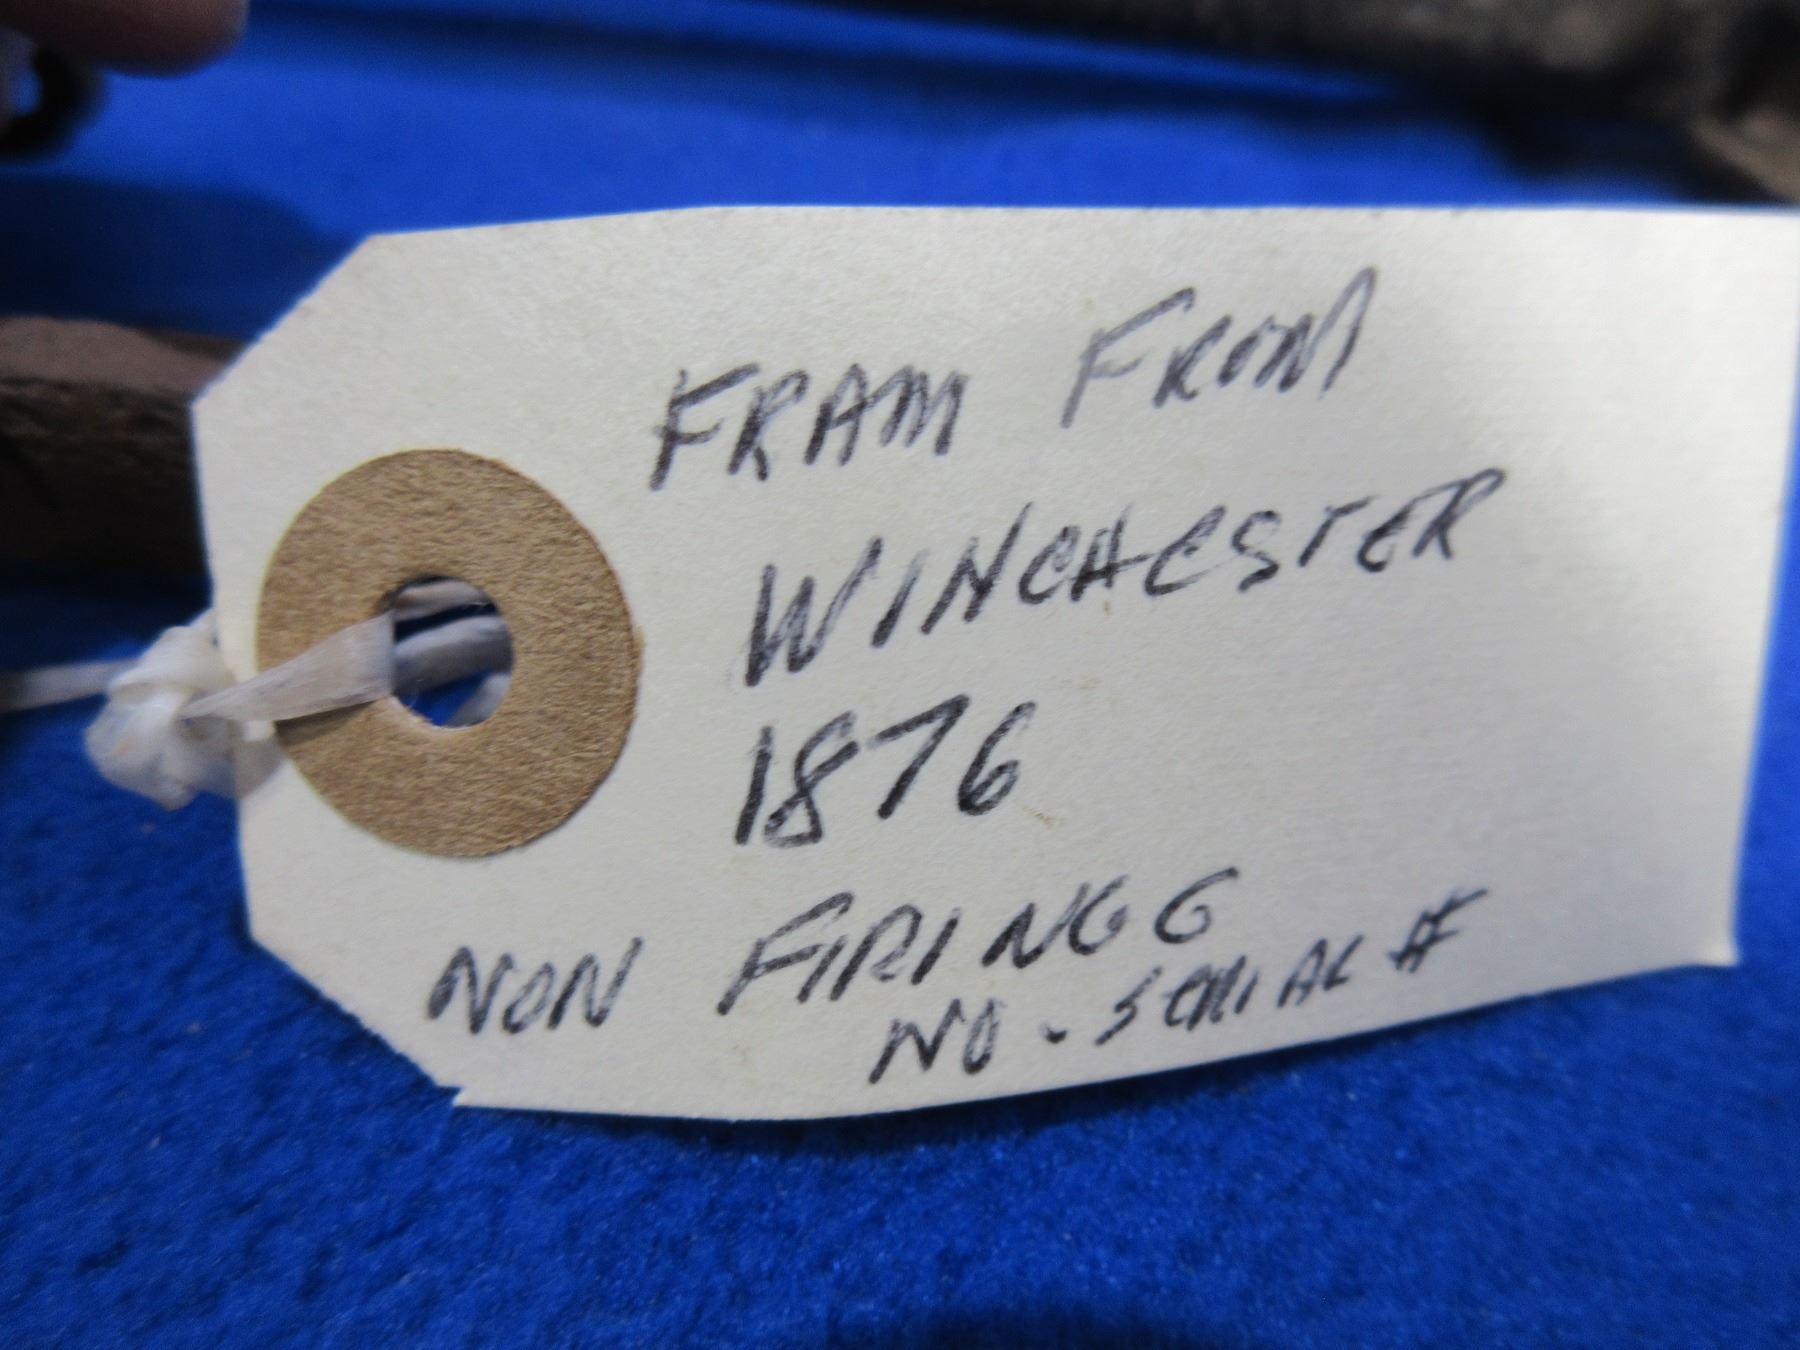 FRAM FROM
WINCHESTER
1876
NON FIRINGG
NO. SERIAL #